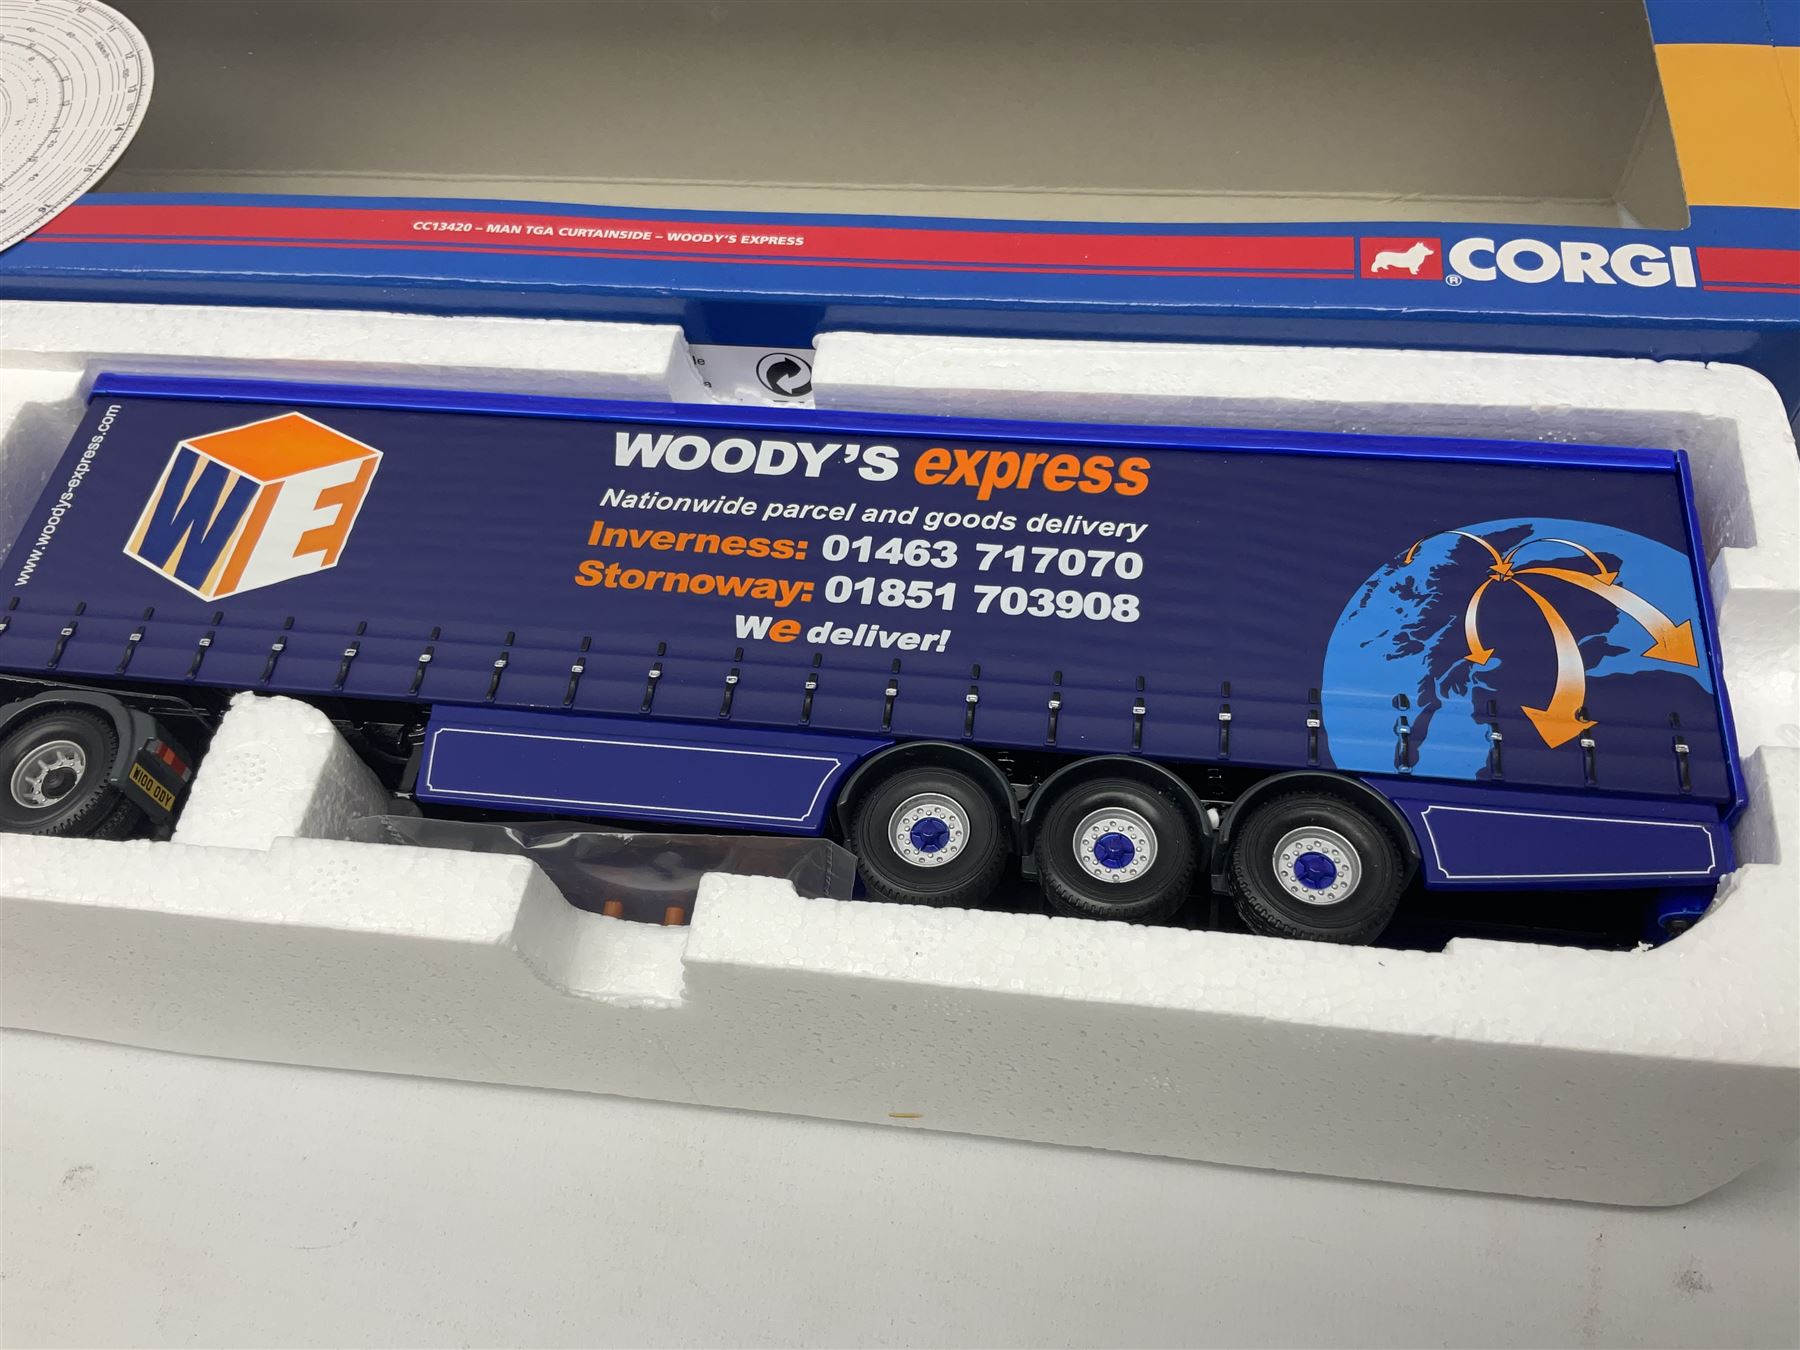 CC13420 – MAN TGA CURTAINSIDE – WOODY'S EXPRESS
® CORGI
www.woodys-express.com
WE
WOODY'S express
Nationwide parcel and goods delivery
Inverness: 01463 717070
Stornoway: 01851 703908
We deliver!
W100 ODY